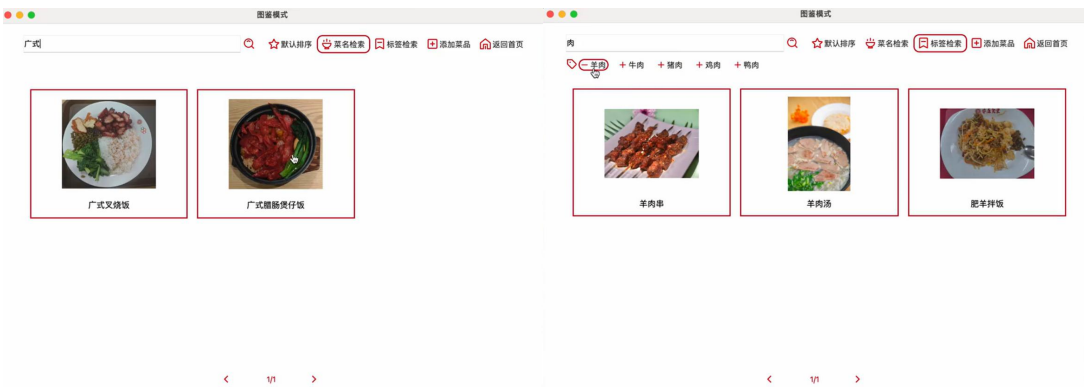 图鉴模式
广式
默认排序 菜名检索 标签检索 添加菜品 返回首页
广式叉烧饭 广式腊肠煲仔饭
1/1
图鉴模式
肉
默认排序 菜名检索 标签检索 添加菜品 返回首页
羊肉 + 牛肉 + 猪肉 + 鸡肉 + 鸭肉
羊肉串 羊肉汤 肥羊拌饭
1/1